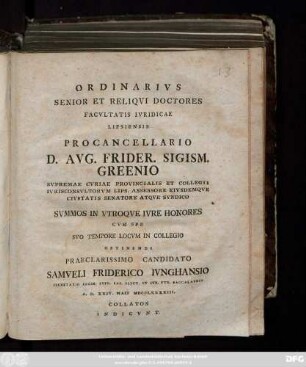 ORDINARIVS
SENIOR ET RELIQVI DOCTORES
FACVLTATIS IVRIDICAE
LIPSIENSIS
PROCANCELLARIO
D. AVG. FRIDER. SIGISM.
GREENIO
SVPREMAE CVRIAE PROVINCIALIS ET COLLEGII
IVRISCONSVLTORVM LIPS. ASSESSORE EIVSDEMQVE
CIVITATIS SENATORE ATQVE SYNDICO
SVMMOS IN VTROQVE IVRE HONORES
CVM
SVO TEMPORE LOCVM IN COLLEGIO
OBTINENDI
PRAECLARISSIMO CANDIDATO
SAMVELI FRIDERICO IVNGHANSIO
BACCALAVREO
A. D. XXIV. MAII MDCCLXXXXIII.
COLLATOS
INDICVNT.